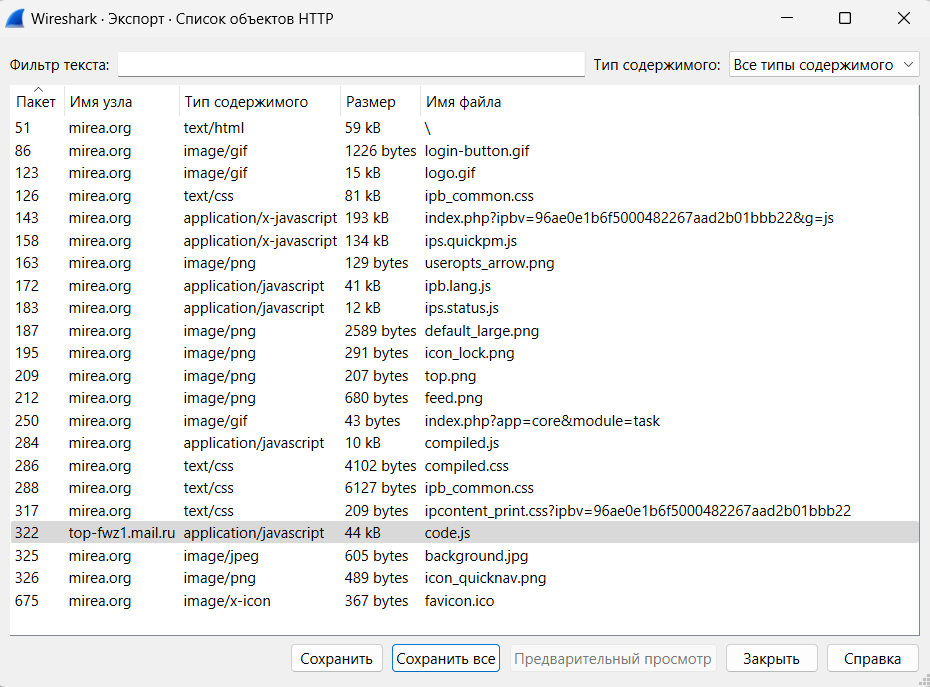 Wireshark · Экспорт · Список объектов HTTP
Фильтр текста: Тип содержимого: Все типы содержимого
Пакет Имя узла Тип содержимого Размер Имя файла
51 mirea.org text/html 59 kB \
86 mirea.org image/gif 1226 bytes login-button.gif
123 mirea.org image/gif 15 kB logo.gif
126 mirea.org text/css 81 kB ipb_common.css
143 mirea.org application/x-javascript 193 kB index.php?ipbv=96ae0e1b6f5000482267aad2b01bbb22&g=js
158 mirea.org application/x-javascript 134 kB ips.quickpm.js
163 mirea.org image/png 129 bytes useropts_arrow.png
172 mirea.org application/javascript 41 kB ipb.lang.js
183 mirea.org application/javascript 12 kB ips.status.js
187 mirea.org image/png 2589 bytes default_large.png
195 mirea.org image/png 291 bytes icon_lock.png
209 mirea.org image/png 207 bytes top.png
212 mirea.org image/png 680 bytes feed.png
250 mirea.org image/gif 43 bytes index.php?app=core&module=task
284 mirea.org application/javascript 10 kB compiled.js
286 mirea.org text/css 4102 bytes compiled.css
288 mirea.org text/css 6127 bytes ipb_common.css
317 mirea.org text/css 209 bytes ipcontent_print.css?ipbv=96ae0e1b6f5000482267aad2b01bbb22
322 top-fwz1.mail.ru application/javascript 44 kB code.js
325 mirea.org image/jpeg 605 bytes background.jpg
326 mirea.org image/png 489 bytes icon_quicknav.png
675 mirea.org image/x-icon 367 bytes favicon.ico
Сохранить Сохранить все Предварительный просмотр Закрыть Справка